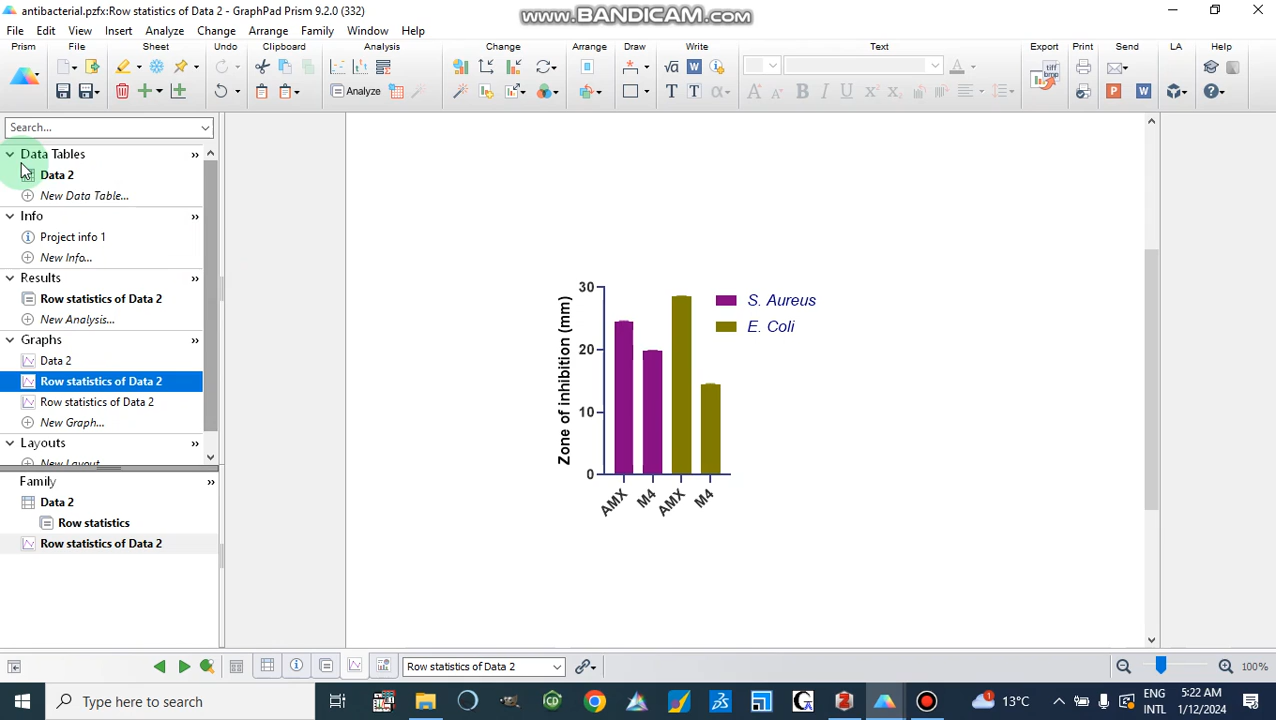 antibacterial.pzfx:Row statistics of Data 2 - GraphPad Prism 9.2.0 (332)
www.BANDICAM.com
File Edit View Insert Analyze Change Arrange Family Window Help
Prism File Sheet Undo Clipboard Analysis Change Arrange Draw Write Text Export Print Send LA Help
Analyze
Search...
Data Tables
Data 2
New Data Table...
Info
Project info 1
New Info...
Results
Row statistics of Data 2
New Analysis...
Graphs
Data 2
Row statistics of Data 2
Row statistics of Data 2
New Graph...
Layouts
New Layout
Family
Data 2
Row statistics
Row statistics of Data 2
Zone of inhibition (mm)
30
20
10
0
AMX M4 AMX M4
S. Aureus
E. Coli
Row statistics of Data 2
100%
Type here to search
13°C
ENG
INTL
5:22 AM
1/12/2024